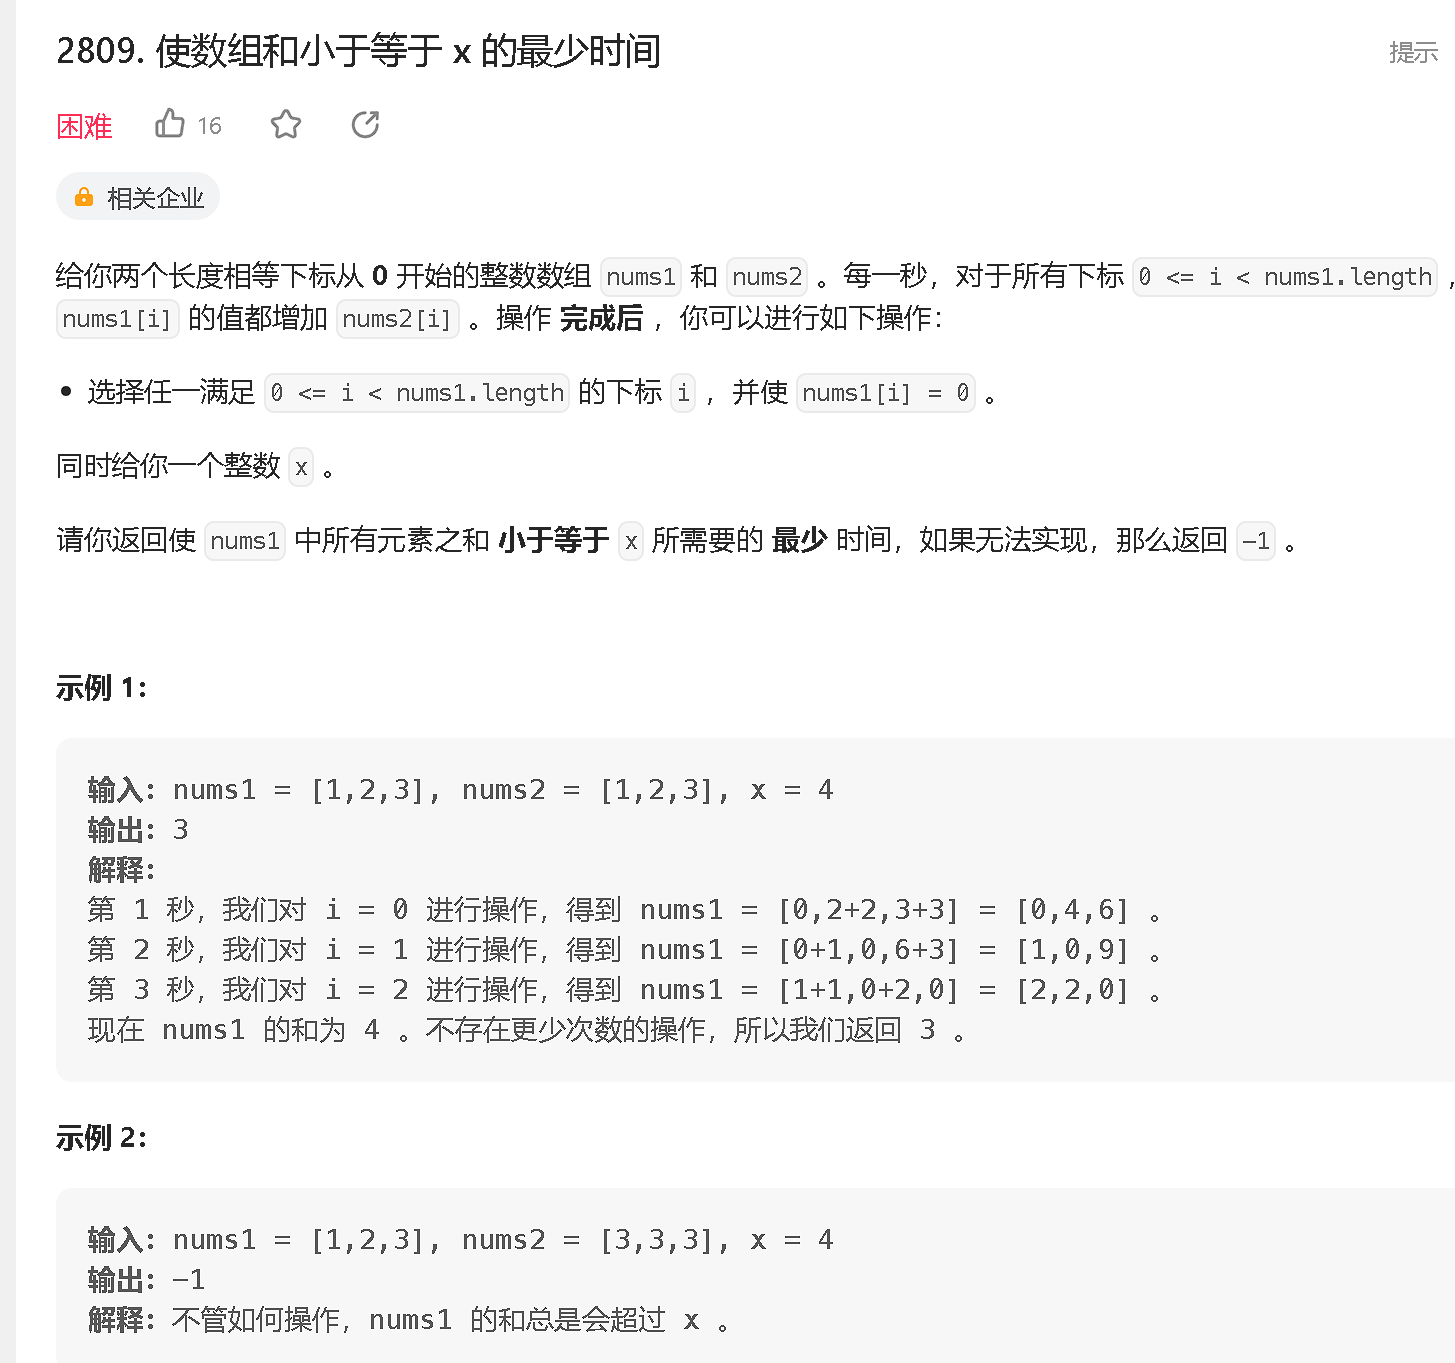 2809. 使数组和小于等于 x 的最少时间
提示
困难 16
相关企业
给你两个长度相等下标从 0 开始的整数数组 nums1 和 nums2 。每一秒，对于所有下标 0 <= i < nums1.length ，
nums1[i] 的值都增加 nums2[i] 。操作 完成后 ，你可以进行如下操作：
• 选择任一满足 0 <= i < nums1.length 的下标 i ，并使 nums1[i] = 0 。
同时给你一个整数 x 。
请你返回使 nums1 中所有元素之和 小于等于 x 所需要的 最少 时间，如果无法实现，那么返回 -1 。
示例 1：
输入：nums1 = [1,2,3], nums2 = [1,2,3], x = 4
输出：3
解释：
第 1 秒，我们对 i = 0 进行操作，得到 nums1 = [0,2+2,3+3] = [0,4,6] 。
第 2 秒，我们对 i = 1 进行操作，得到 nums1 = [0+1,0,6+3] = [1,0,9] 。
第 3 秒，我们对 i = 2 进行操作，得到 nums1 = [1+1,0+2,0] = [2,2,0] 。
现在 nums1 的和为 4 。不存在更少次数的操作，所以我们返回 3 。
示例 2：
输入：nums1 = [1,2,3], nums2 = [3,3,3], x = 4
输出：-1
解释：不管如何操作，nums1 的和总是会超过 x 。